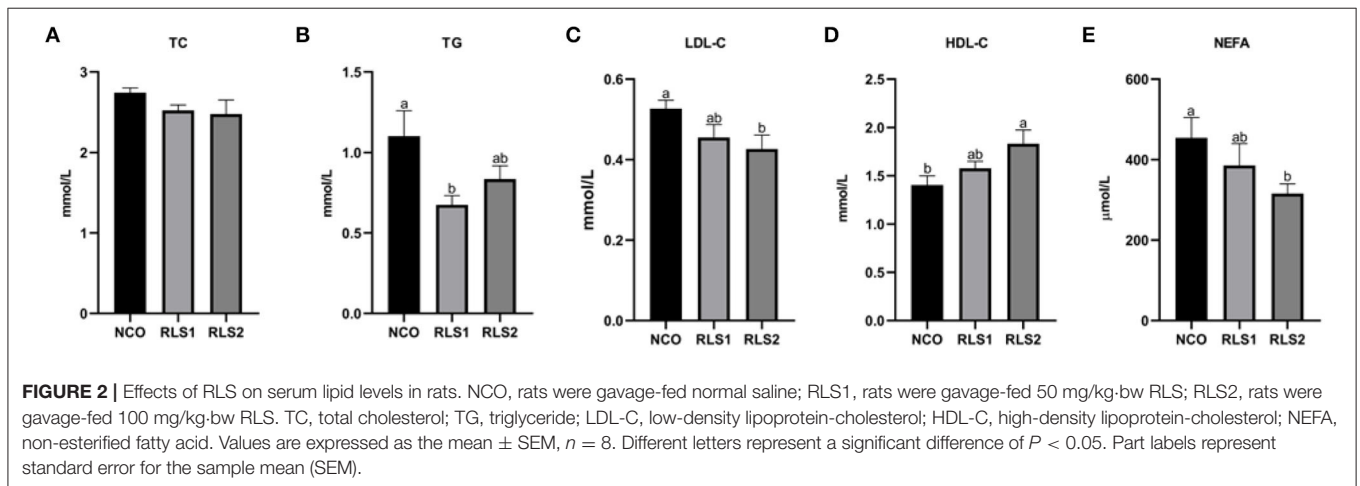 A
TC
mmol/L
3
2
1
0
NCO RLS1 RLS2
B
TG
mmol/L
1.5
1.0
0.5
0.0
a
b
ab
NCO RLS1 RLS2
C
LDL-C
mmol/L
0.6
0.4
0.2
0.0
a
ab
b
NCO RLS1 RLS2
D
HDL-C
mmol/L
2.5
2.0
1.5
1.0
0.5
0.0
b
ab
a
NCO RLS1 RLS2
E
NEFA
μmol/L
600
400
200
0
a
ab
b
NCO RLS1 RLS2
FIGURE 2 | Effects of RLS on serum lipid levels in rats. NCO, rats were gavage-fed normal saline; RLS1, rats were gavage-fed 50 mg/kg·bw RLS; RLS2, rats were
gavage-fed 100 mg/kg·bw RLS. TC, total cholesterol; TG, triglyceride; LDL-C, low-density lipoprotein-cholesterol; HDL-C, high-density lipoprotein-cholesterol; NEFA,
non-esterified fatty acid. Values are expressed as the mean ± SEM, n = 8. Different letters represent a significant difference of P < 0.05. Part labels represent
standard error for the sample mean (SEM).